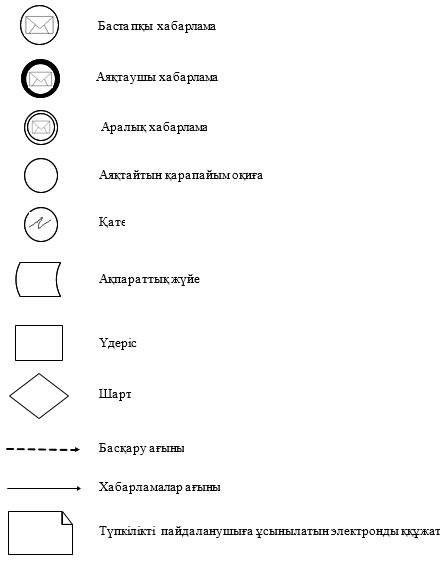 Бастапқы хабарлама
Аяқтаушы хабарлама
Аралық хабарлама
Аяқтайтын қарапайым оқиға
Қате
Ақпараттық жүйе
Үдеріс
Шарт
Басқару ағыны
Хабарламалар ағыны
Түпкілікті пайдаланушыға ұсынылатын электронды ққұжат